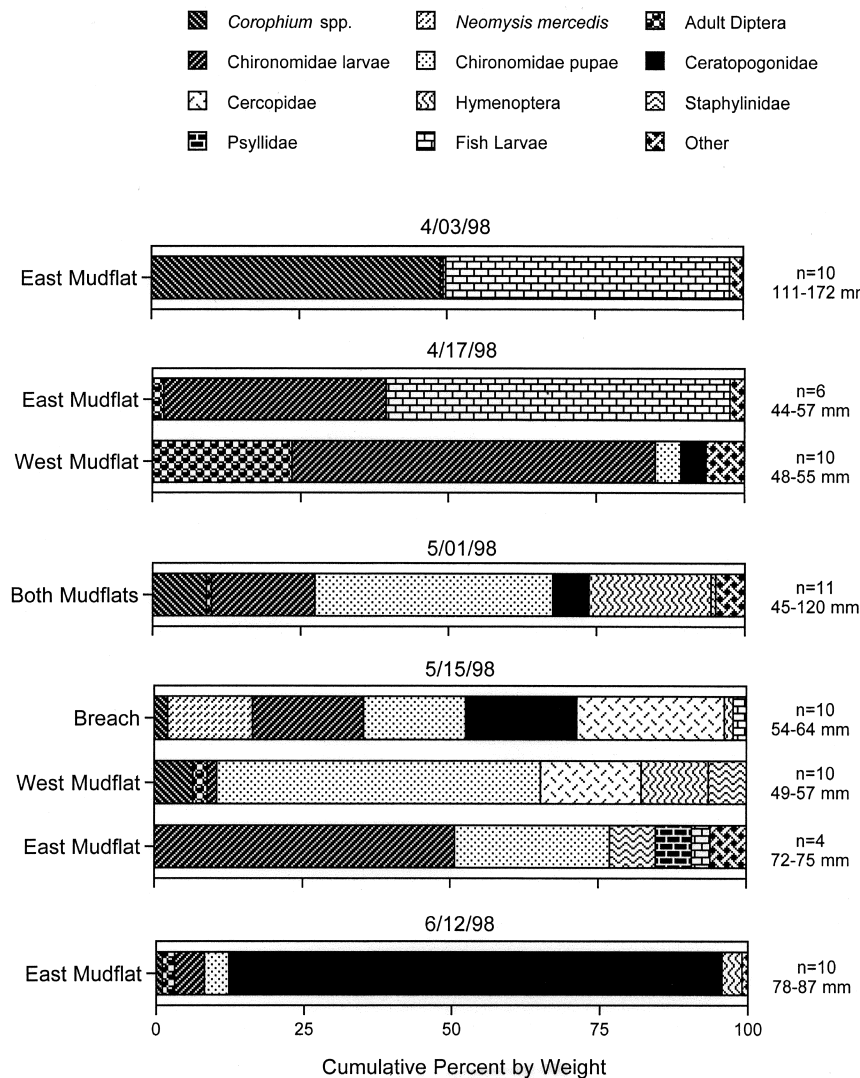 Corophium spp. Neomysis mercedis Adult Diptera
Chironomidae larvae Chironomidae pupae Ceratopogonidae
Cercopidae Hymenoptera Staphylinidae
Psyllidae Fish Larvae Other
4/03/98
East Mudflat
n=10
111-172 mm
4/17/98
East Mudflat
n=6
44-57 mm
West Mudflat
n=10
48-55 mm
5/01/98
Both Mudflats
n=11
45-120 mm
5/15/98
Breach
n=10
54-64 mm
West Mudflat
n=10
49-57 mm
East Mudflat
n=4
72-75 mm
6/12/98
East Mudflat
n=10
78-87 mm
0 25 50 75 100
Cumulative Percent by Weight